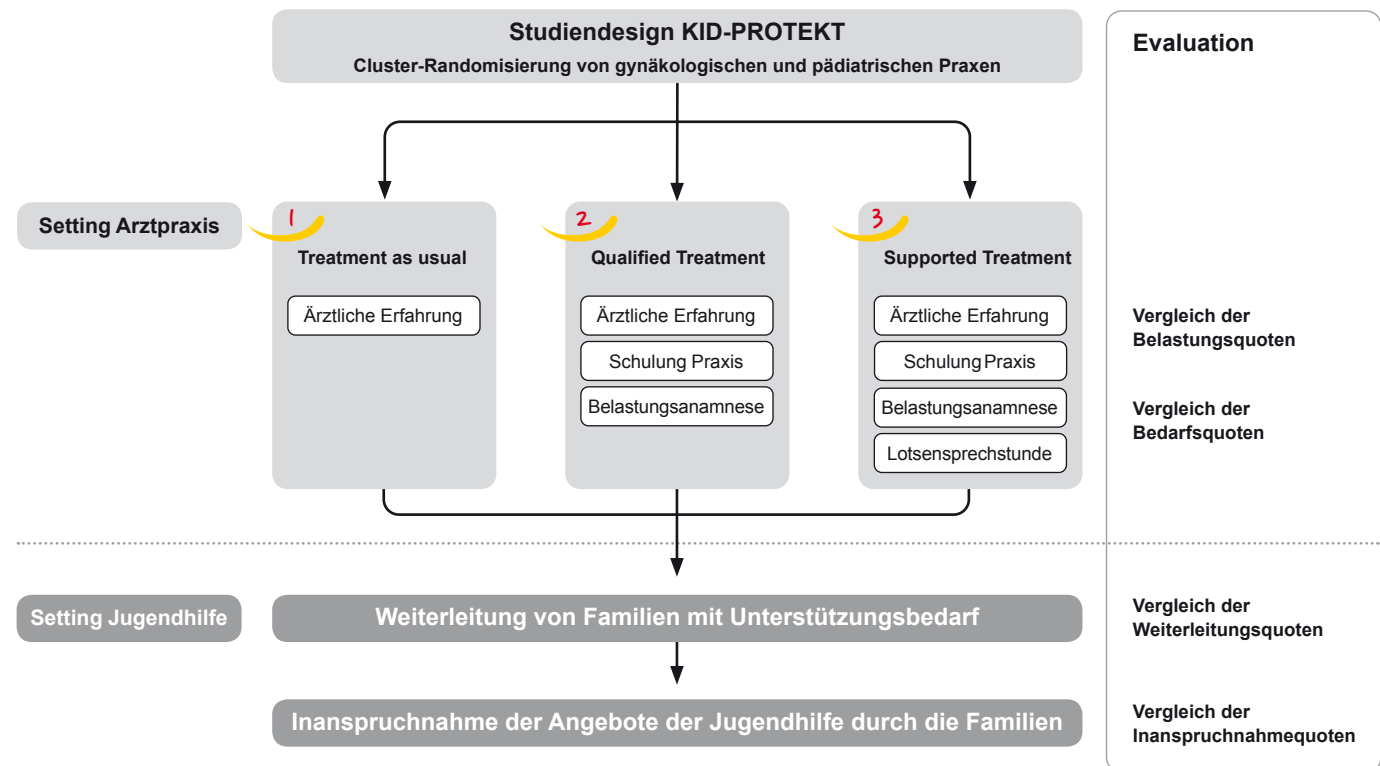 Studiendesign KID-PROTEKT
Cluster-Randomisierung von gynäkologischen und pädiatrischen Praxen
Evaluation
Setting Arztpraxis
1
Treatment as usual
Ärztliche Erfahrung
2
Qualified Treatment
Ärztliche Erfahrung
Schulung Praxis
Belastungsanamnese
3
Supported Treatment
Ärztliche Erfahrung
Schulung Praxis
Belastungsanamnese
Lotsensprechstunde
Vergleich der
Belastungsquoten
Vergleich der
Bedarfsquoten
Setting Jugendhilfe
Weiterleitung von Familien mit Unterstützungsbedarf
Vergleich der
Weiterleitungsquoten
Inanspruchnahme der Angebote der Jugendhilfe durch die Familien
Vergleich der
Inanspruchnahmequoten